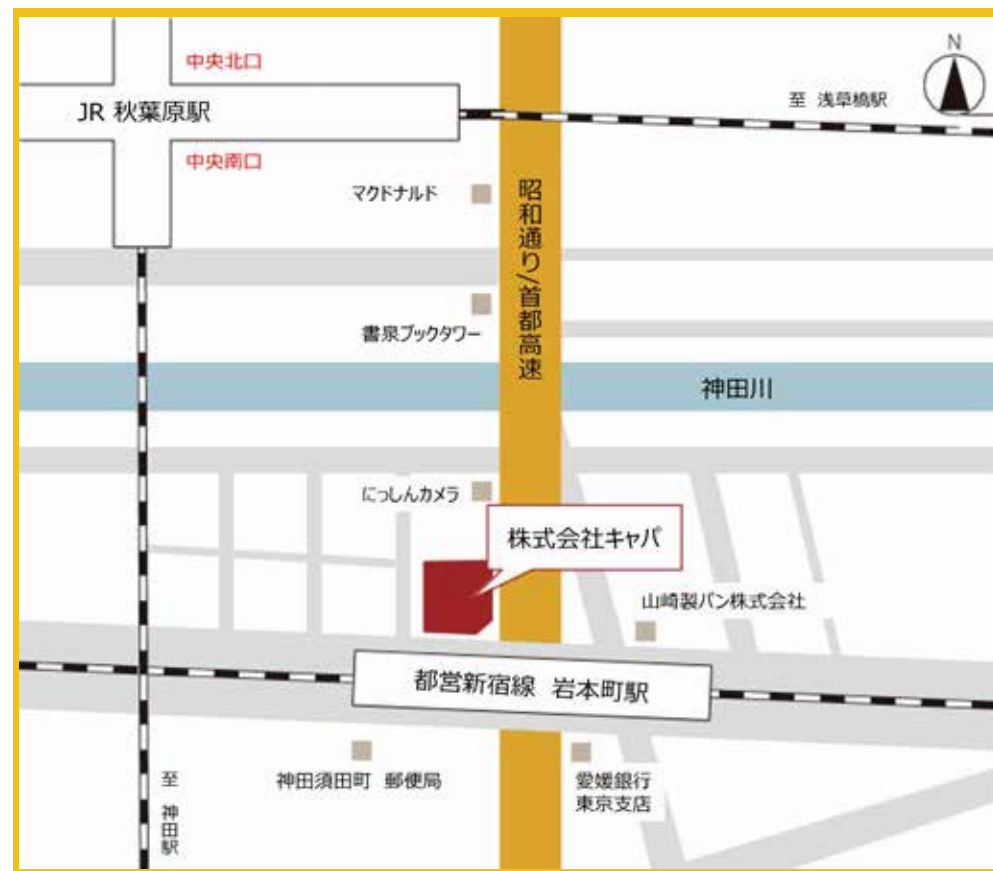 中央北口
N
JR 秋葉原駅
至 浅草橋駅
中央南口
マクドナルド
昭和通り/首都高速
書泉ブックタワー
神田川
にっしんカメラ
株式会社キャパ
山崎製パン株式会社
都営新宿線 岩本町駅
神田須田町 郵便局
愛媛銀行
東京支店
至 神田駅